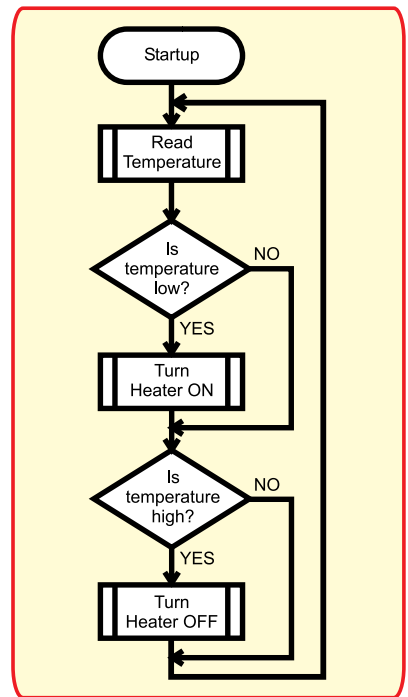 Startup
Read
Temperature
Is
temperature
low?
NO
YES
Turn
Heater ON
Is
temperature
high?
NO
YES
Turn
Heater OFF